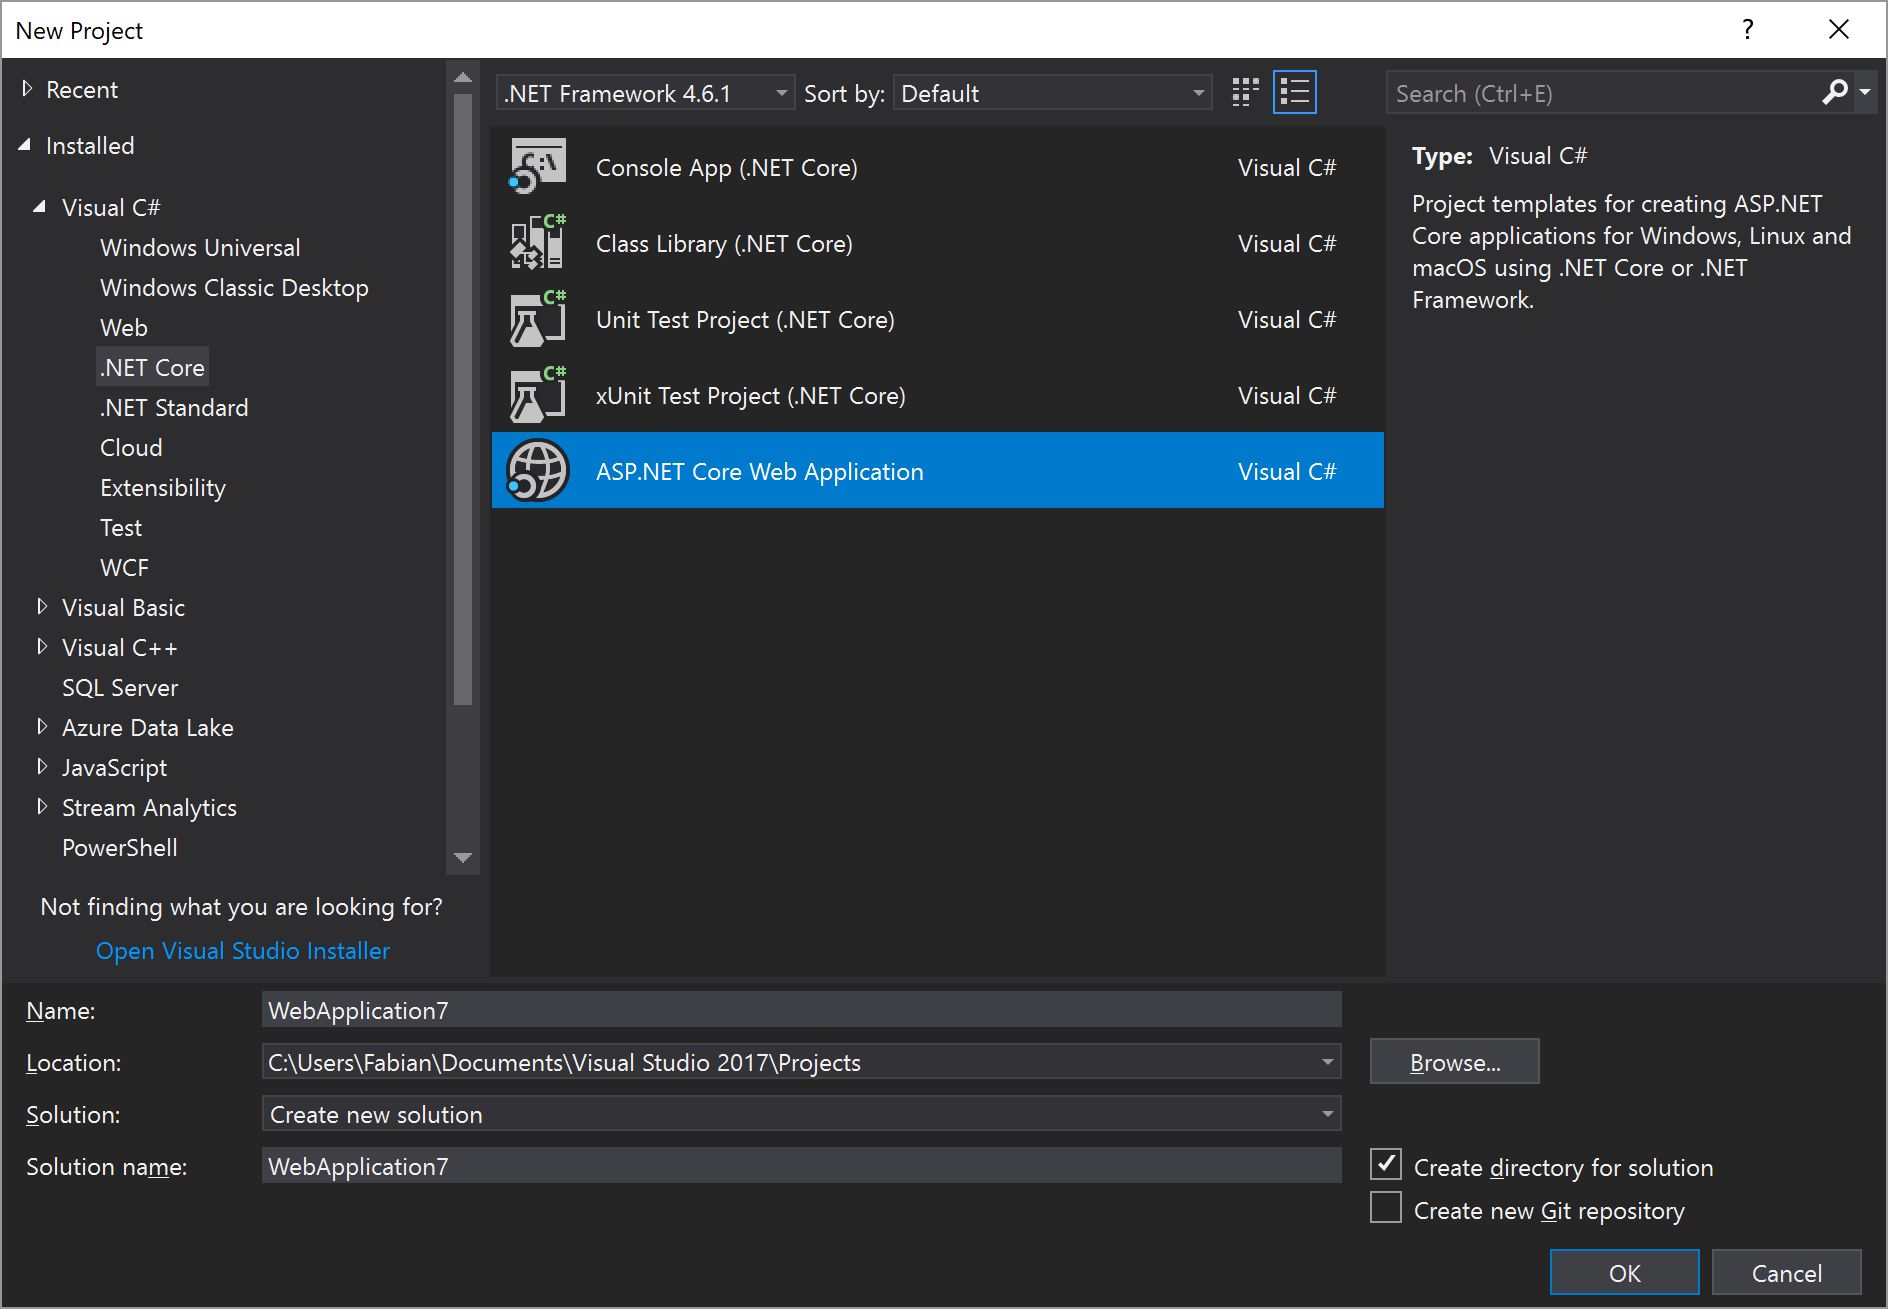 New Project
?
Recent
Installed
Visual C#
Windows Universal
Windows Classic Desktop
Web
.NET Core
.NET Standard
Cloud
Extensibility
Test
WCF
Visual Basic
Visual C++
SQL Server
Azure Data Lake
JavaScript
Stream Analytics
PowerShell
Not finding what you are looking for?
Open Visual Studio Installer
.NET Framework 4.6.1 Sort by: Default
C:\ Console App (.NET Core) Visual C#
C# Class Library (.NET Core) Visual C#
C# Unit Test Project (.NET Core) Visual C#
C# xUnit Test Project (.NET Core) Visual C#
ASP.NET Core Web Application Visual C#
Search (Ctrl+E)
Type: Visual C#
Project templates for creating ASP.NET
Core applications for Windows, Linux and
macOS using .NET Core or .NET
Framework.
Name: WebApplication7
Location: C:\Users\Fabian\Documents\Visual Studio 2017\Projects Browse...
Solution: Create new solution
Solution name: WebApplication7
Create directory for solution
Create new Git repository
OK Cancel